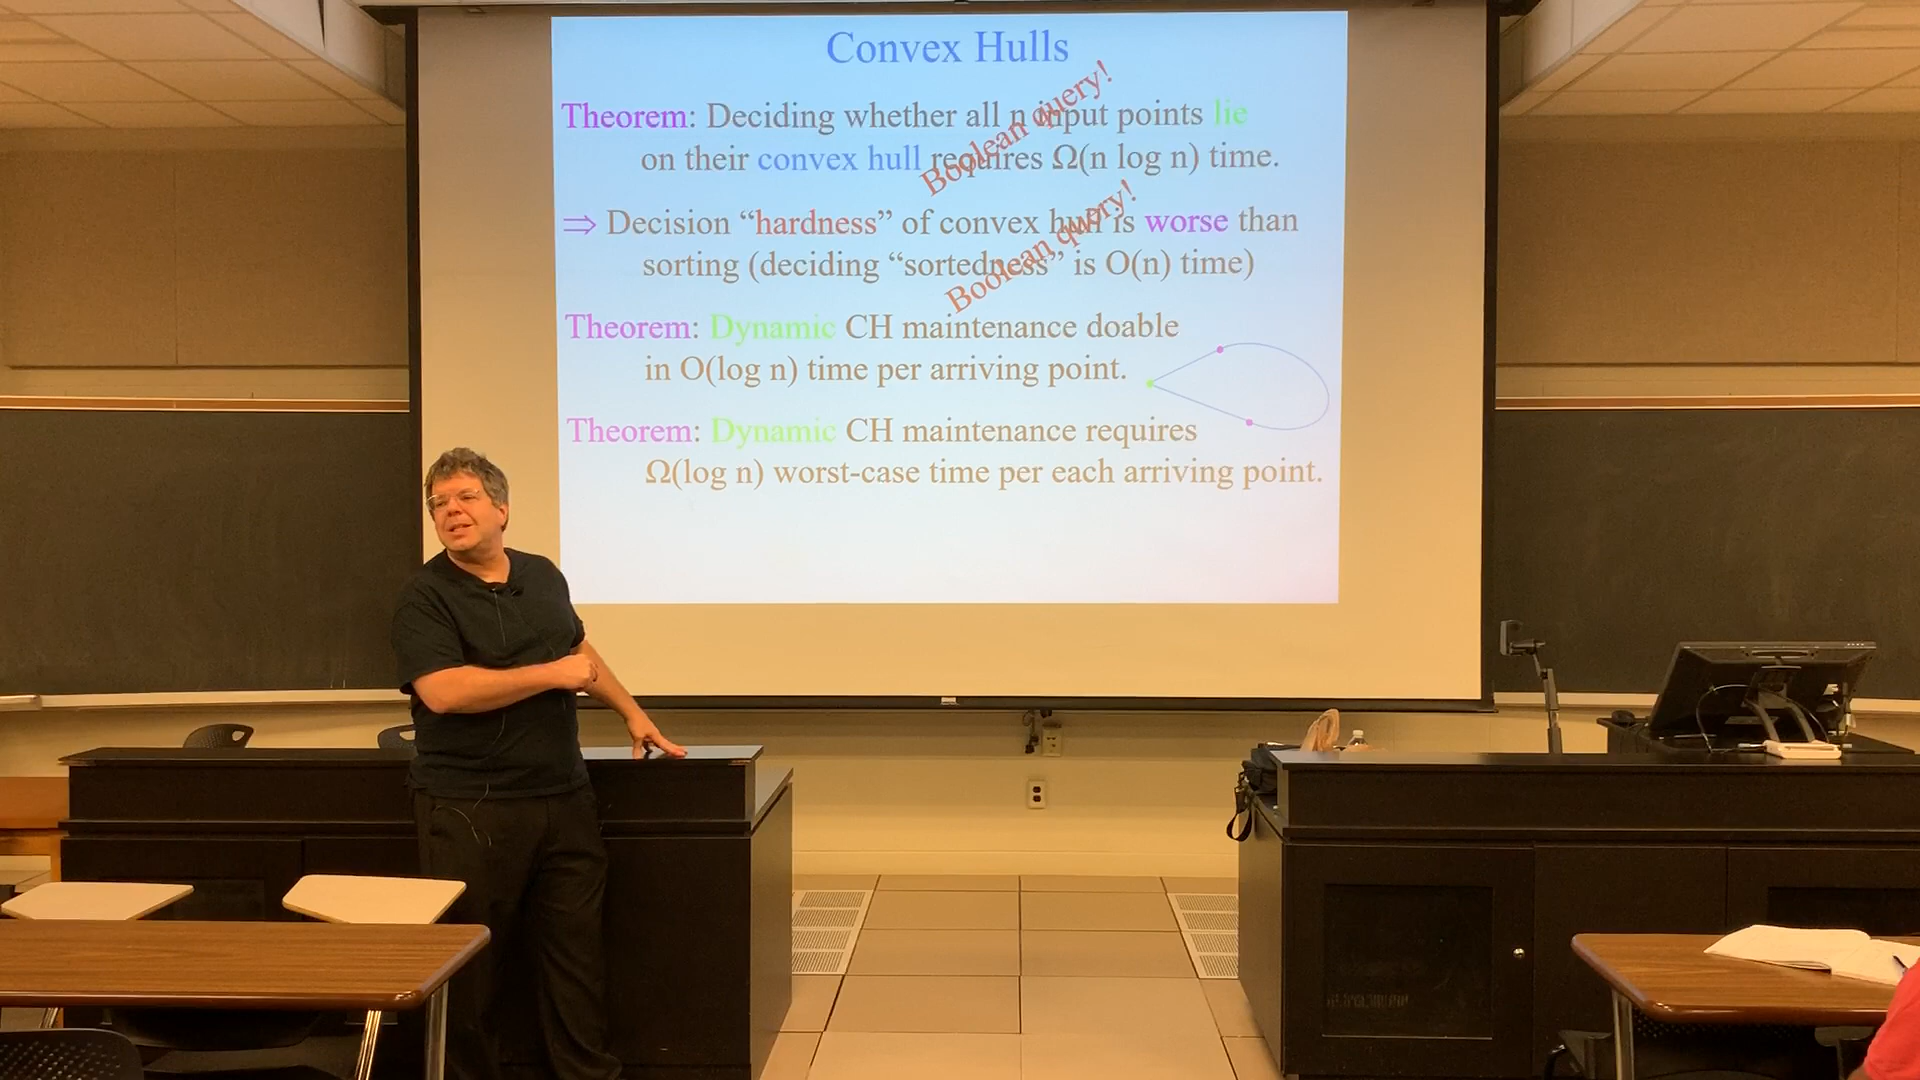 Convex Hulls
Theorem: Deciding whether all n input points lie
on their convex hull requires Ω(n log n) time.
Boolean query!
⇒ Decision “hardness” of convex hull is worse than
sorting (deciding “sortedness” is O(n) time)
Boolean query!
Theorem: Dynamic CH maintenance doable
in O(log n) time per arriving point.
Theorem: Dynamic CH maintenance requires
Ω(log n) worst-case time per each arriving point.